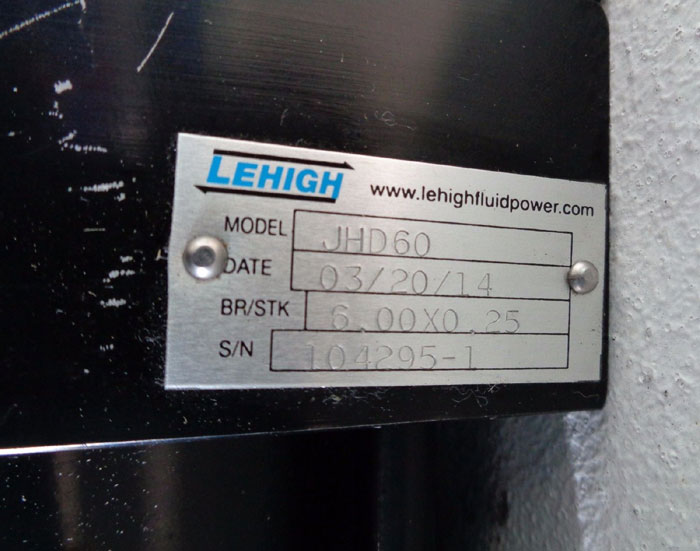 LEHIGH
www.lehighfluidpower.com
MODEL JHD60
DATE 03/20/14
BR/STK 6.00X0.25
S/N 104295-1